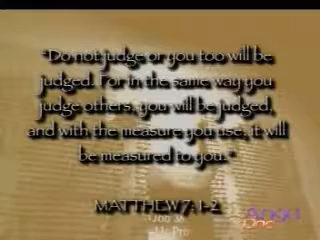 "Do not judge or you too will be
judged. For in the same way you
judge others, you will be judged,
and with the measure you use, it will
be measured to you."
MATTHEW 7:1-2